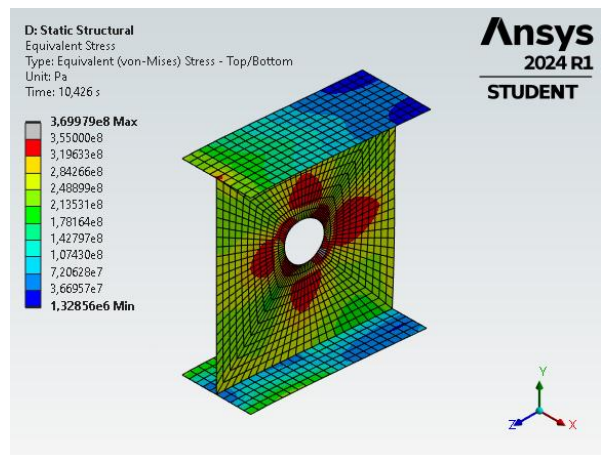 D: Static Structural
Equivalent Stress
Type: Equivalent (von-Mises) Stress - Top/Bottom
Unit: Pa
Time: 10,426 s
3,69979e8 Max
3,55000e8
3,19633e8
2,84266e8
2,48899e8
2,13531e8
1,78164e8
1,42797e8
1,07430e8
7,20628e7
3,66957e7
1,32856e6 Min
Ansys
2024 R1
STUDENT
Y
Z
X